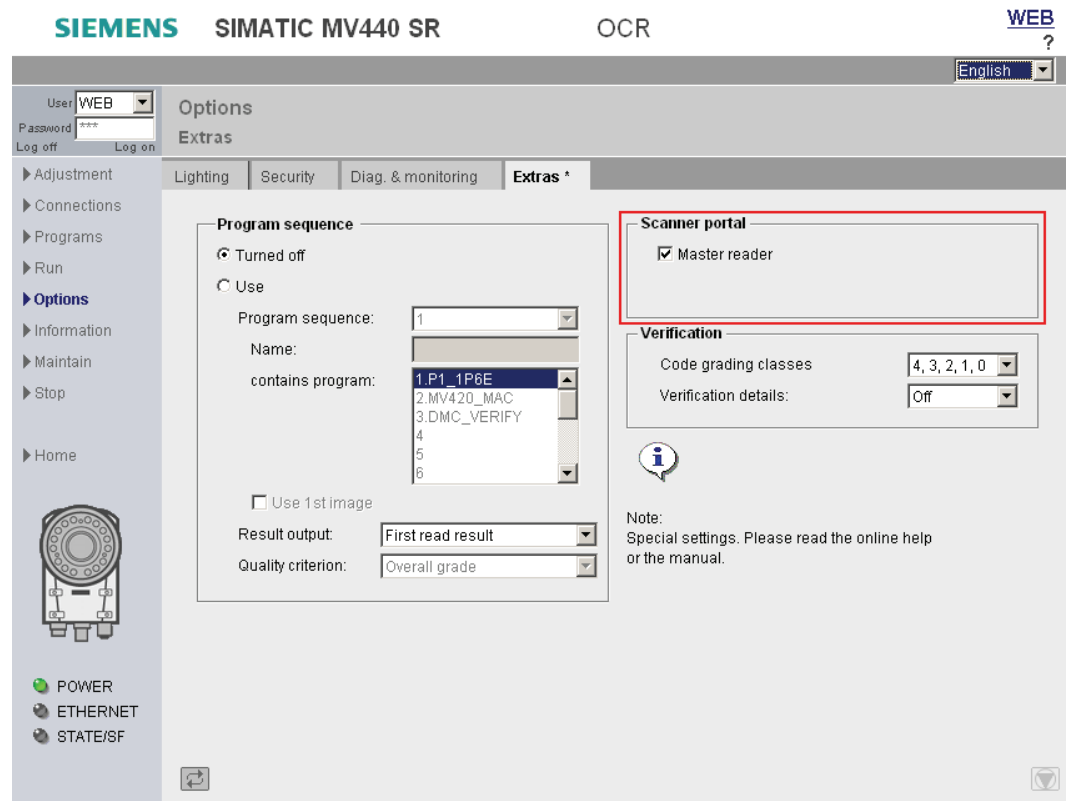 SIEMENS SIMATIC MV440 SR OCR WEB
?
English
User WEB
Password ***
Log off Log on
Options
Extras
Adjustment
Connections
Programs
Run
Options
Information
Maintain
Stop
Home
POWER
ETHERNET
STATE/SF
Lighting Security Diag. & monitoring Extras *
Program sequence
Turned off
Use
Program sequence: 1
Name:
contains program: 1.P1_1P6E
2.MV420_MAC
3.DMC_VERIFY
4
5
6
Use 1st image
Result output: First read result
Quality criterion: Overall grade
Scanner portal
Master reader
Verification
Code grading classes 4, 3, 2, 1, 0
Verification details: Off
i
Note:
Special settings. Please read the online help
or the manual.